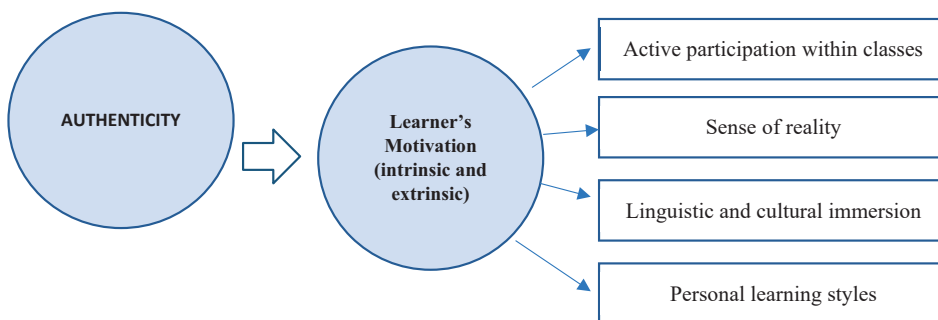 AUTHENTICITY
Learner’s
Motivation
(intrinsic and
extrinsic)
Active participation within classes
Sense of reality
Linguistic and cultural immersion
Personal learning styles